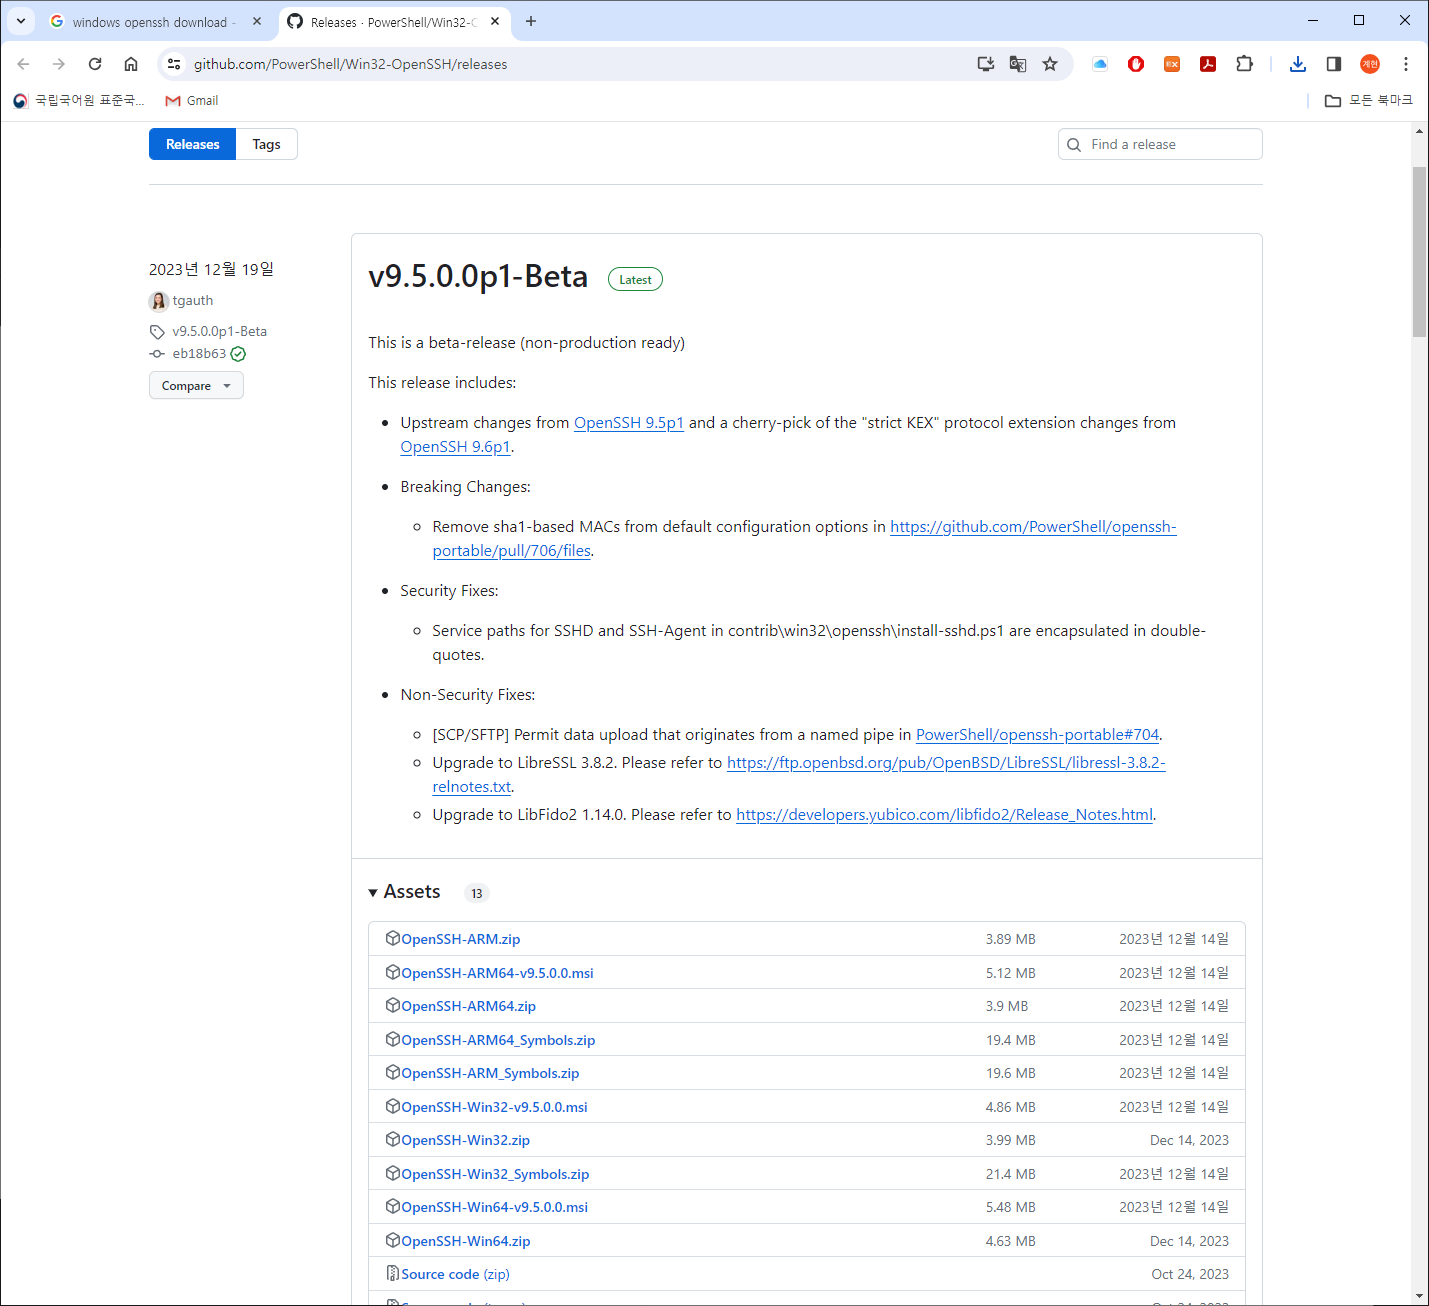 windows openssh download -
Releases · PowerShell/Win32-O
github.com/PowerShell/Win32-OpenSSH/releases
EX
계현
국립국어원 표준국...
Gmail
모든 북마크
Releases
Tags
Find a release
2023년 12월 19일
tgauth
v9.5.0.0p1-Beta
eb18b63
Compare
v9.5.0.0p1-Beta
Latest
This is a beta-release (non-production ready)
This release includes:
Upstream changes from OpenSSH 9.5p1 and a cherry-pick of the "strict KEX" protocol extension changes from
OpenSSH 9.6p1.
Breaking Changes:
Remove sha1-based MACs from default configuration options in https://github.com/PowerShell/openssh-
portable/pull/706/files.
Security Fixes:
Service paths for SSHD and SSH-Agent in contrib\win32\openssh\install-sshd.ps1 are encapsulated in double-
quotes.
Non-Security Fixes:
[SCP/SFTP] Permit data upload that originates from a named pipe in PowerShell/openssh-portable#704.
Upgrade to LibreSSL 3.8.2. Please refer to https://ftp.openbsd.org/pub/OpenBSD/LibreSSL/libressl-3.8.2-
relnotes.txt.
Upgrade to LibFido2 1.14.0. Please refer to https://developers.yubico.com/libfido2/Release_Notes.html.
Assets 13
OpenSSH-ARM.zip 3.89 MB 2023년 12월 14일
OpenSSH-ARM64-v9.5.0.0.msi 5.12 MB 2023년 12월 14일
OpenSSH-ARM64.zip 3.9 MB 2023년 12월 14일
OpenSSH-ARM64_Symbols.zip 19.4 MB 2023년 12월 14일
OpenSSH-ARM_Symbols.zip 19.6 MB 2023년 12월 14일
OpenSSH-Win32-v9.5.0.0.msi 4.86 MB 2023년 12월 14일
OpenSSH-Win32.zip 3.99 MB Dec 14, 2023
OpenSSH-Win32_Symbols.zip 21.4 MB 2023년 12월 14일
OpenSSH-Win64-v9.5.0.0.msi 5.48 MB 2023년 12월 14일
OpenSSH-Win64.zip 4.63 MB Dec 14, 2023
Source code (zip) Oct 24, 2023